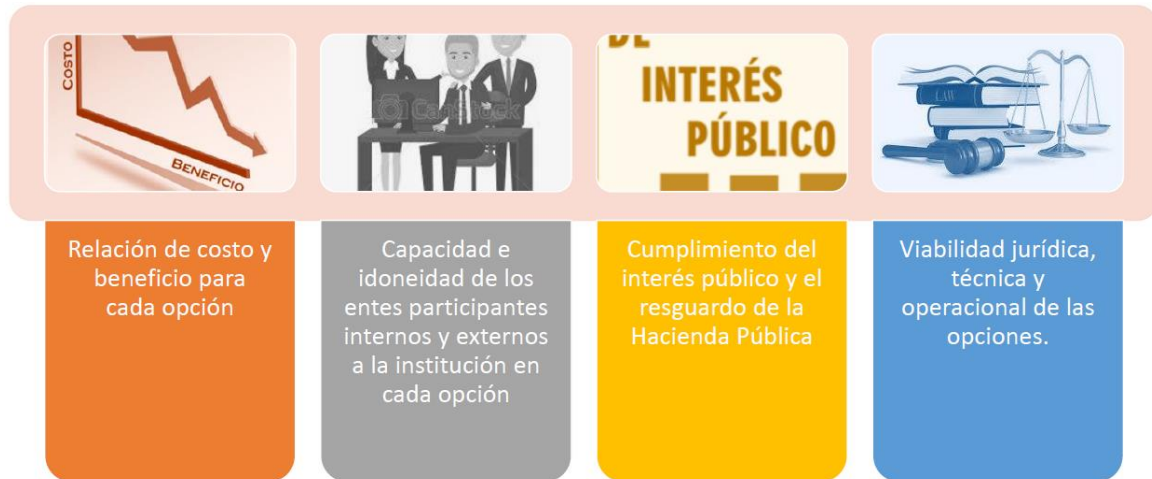 COSTO
BENEFICIO
CanStock
DE
INTERÉS
PÚBLICO
LAW
Relación de costo y
beneficio para
cada opción
Capacidad e
idoneidad de los
entes participantes
internos y externos
a la institución en
cada opción
Cumplimiento del
interés público y el
resguardo de la
Hacienda Pública
Viabilidad jurídica,
técnica y
operacional de las
opciones.